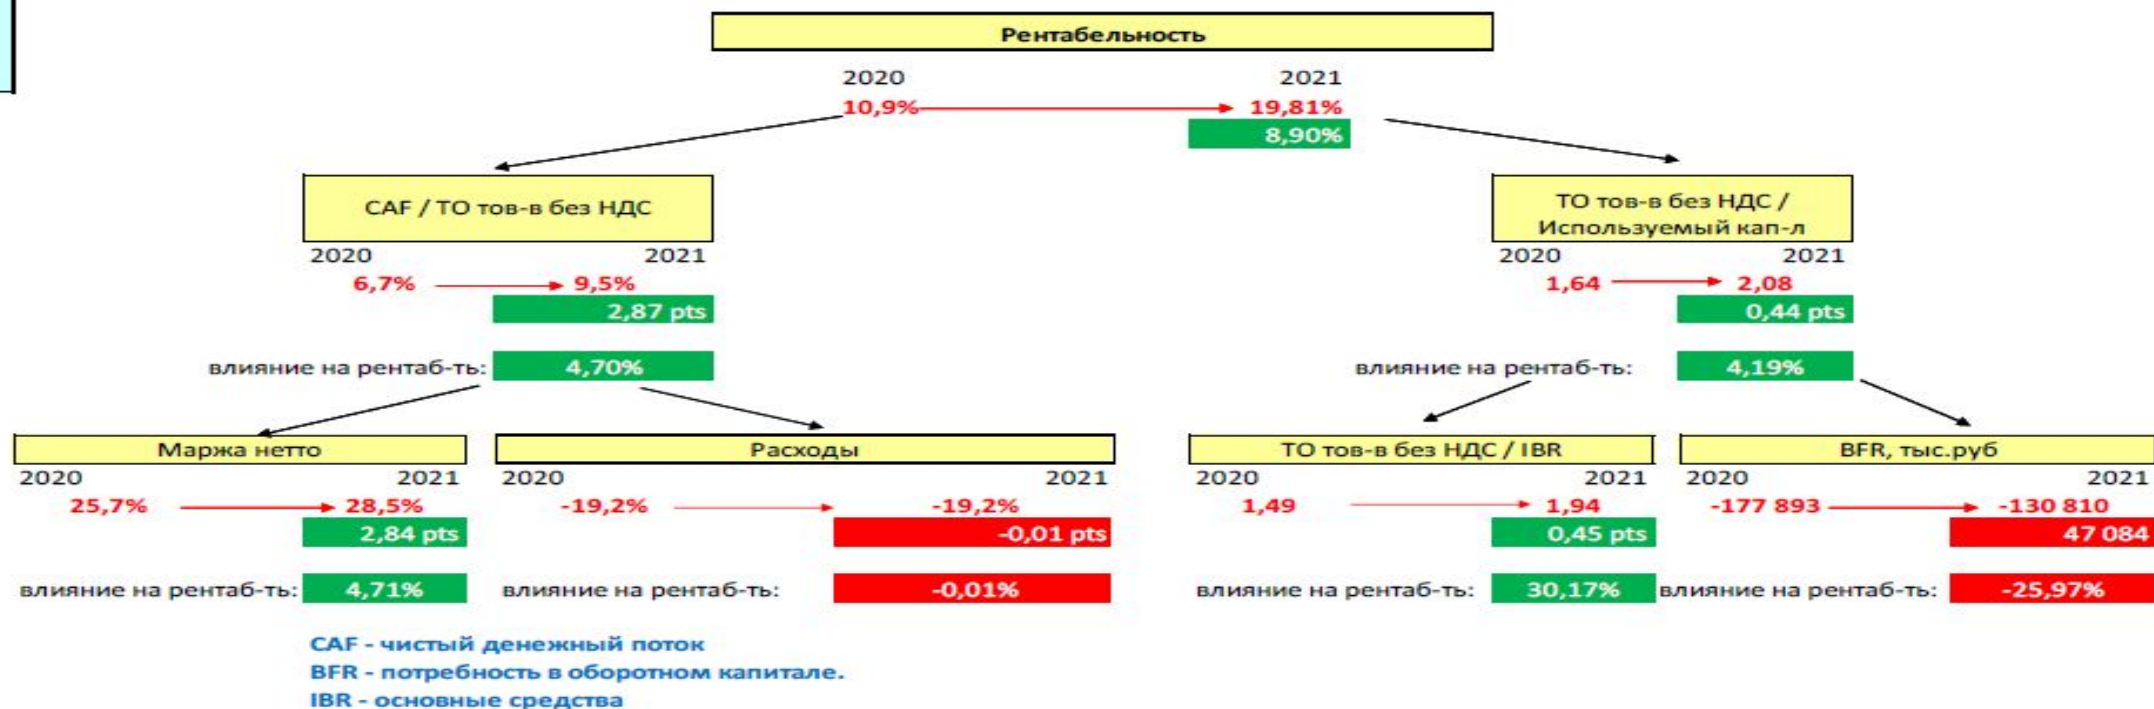 Рентабельность
2020 2021
10,9% 19,81%
8,90%
CAF / ТО тов-в без НДС
2020 2021
6,7% 9,5%
2,87 pts
влияние на рентаб-ть: 4,70%
ТО тов-в без НДС /
Используемый кап-л
2020 2021
1,64 2,08
0,44 pts
влияние на рентаб-ть: 4,19%
Маржа нетто
2020 2021
25,7% 28,5%
2,84 pts
влияние на рентаб-ть: 4,71%
Расходы
2020 2021
-19,2% -19,2%
-0,01 pts
влияние на рентаб-ть: -0,01%
ТО тов-в без НДС / IBR
2020 2021
1,49 1,94
0,45 pts
влияние на рентаб-ть: 30,17%
BFR, тыс.руб
2020 2021
-177 893 -130 810
47 084
влияние на рентаб-ть: -25,97%
CAF - чистый денежный поток
BFR - потребность в оборотном капитале.
IBR - основные средства